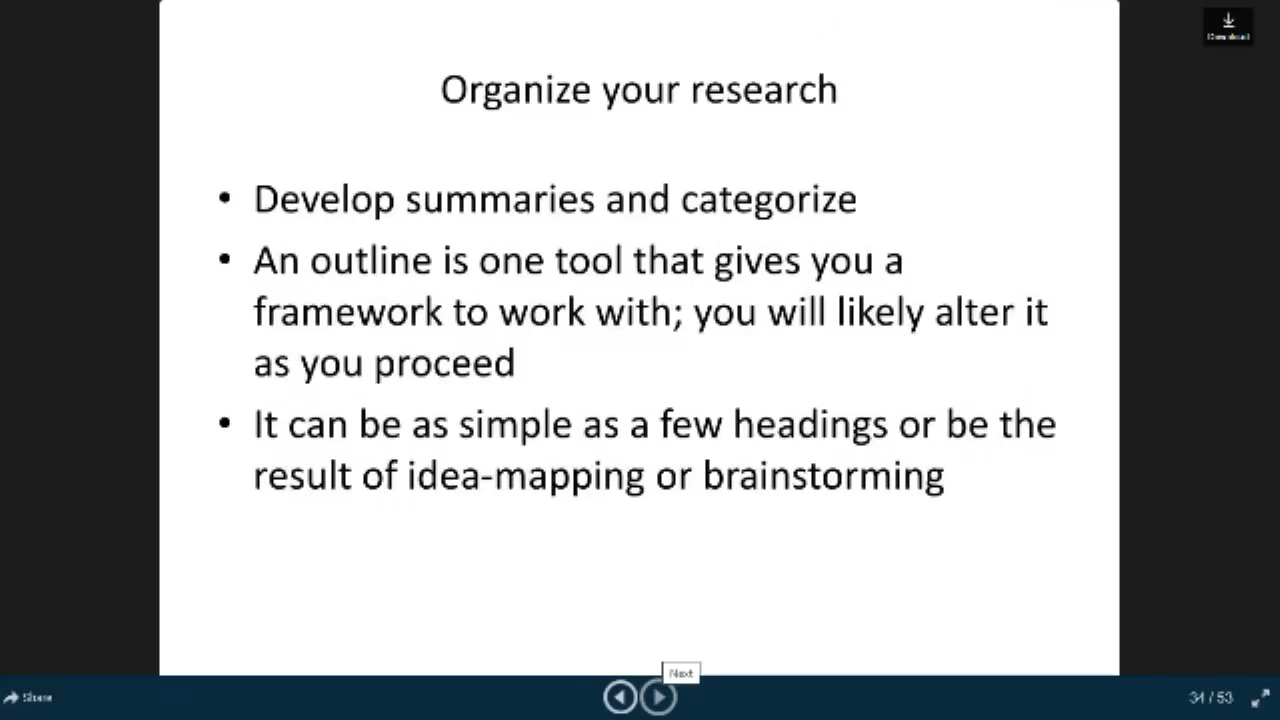 Download
Organize your research
• Develop summaries and categorize
• An outline is one tool that gives you a
framework to work with; you will likely alter it
as you proceed
• It can be as simple as a few headings or be the
result of idea-mapping or brainstorming
Next
Share
34 / 53